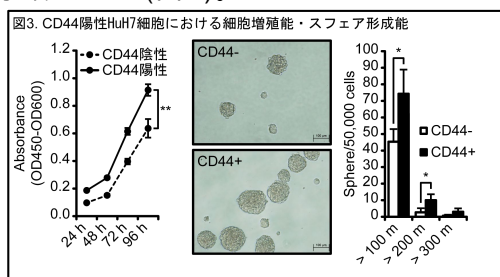 図3. CD44陽性HuH7細胞における細胞増殖能・スフェア形成能
Absorbance
(OD450-OD600)
1.2
1.0
0.8
0.6
0.4
0.2
0.0
CD44陰性
CD44陽性
**
24 h
48 h
72 h
96 h
CD44-
CD44+
Sphere/50,000 cells
100
90
80
70
60
50
40
30
20
10
0
*
*
CD44-
CD44+
> 100 m
> 200 m
> 300 m